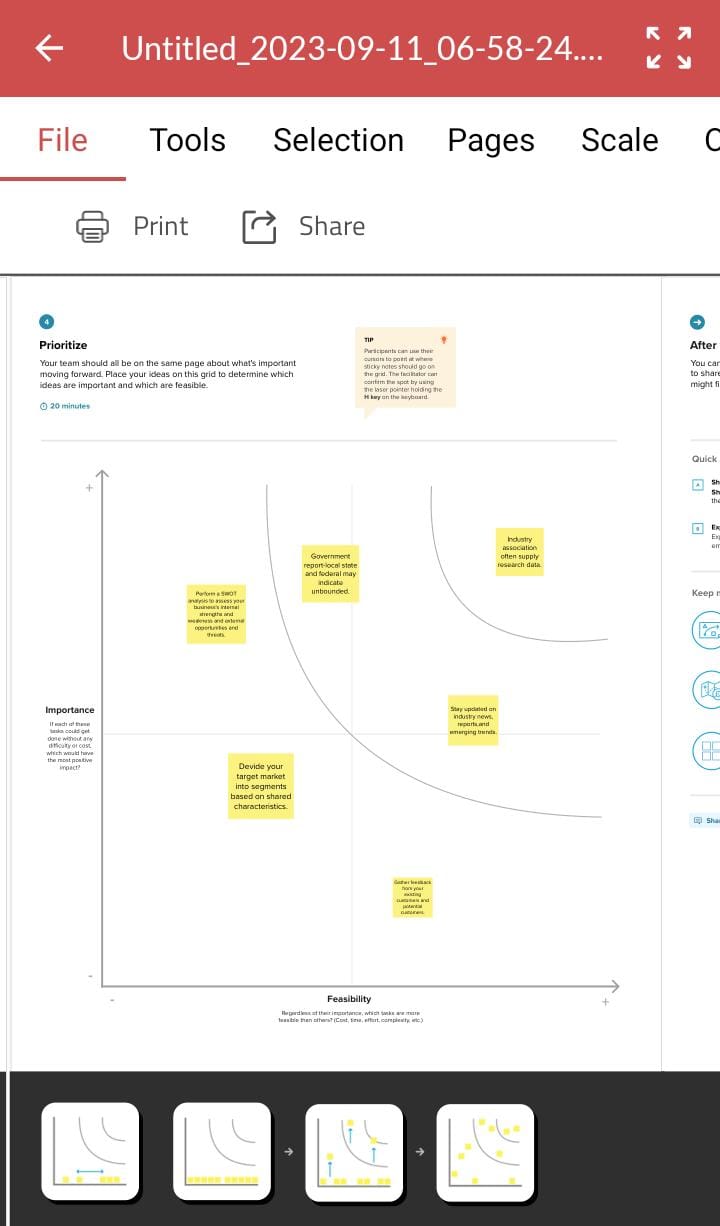 Untitled_2023-09-11_06-58-24....
File Tools Selection Pages Scale
Print Share
4
Prioritize
Your team should all be on the same page about what's important
moving forward. Place your ideas on this grid to determine which
ideas are important and which are feasible.
20 minutes
TIP
Participants can use their
cursors to point at where
sticky notes should go on
the grid. The facilitator can
confirm the spot by using
the laser pointer holding the
H key on the keyboard.
After
You can
to share
might fi
Quick
A
Sh
Sh
the
B
Ex
Exp
em
Keep m
Shar
+
Industry
association
often supply
research data.
Government
report-local state
and federal may
indicate
unbounded.
Perform a SWOT
analysis to assess your
business's internal
strengths and
weakness and external
opportunities and
threats.
Importance
If each of these
tasks could get
done without any
difficulty or cost,
which would have
the most positive
impact?
Stay updated on
industry news,
reports,and
emerging trends.
Devide your
target market
into segments
based on shared
characteristics.
Gather feedback
from your
existing
customers and
potential
customers.
-
-
Feasibility
+
Regardless of their importance, which tasks are more
feasible than others? (Cost, time, effort, complexity, etc.)